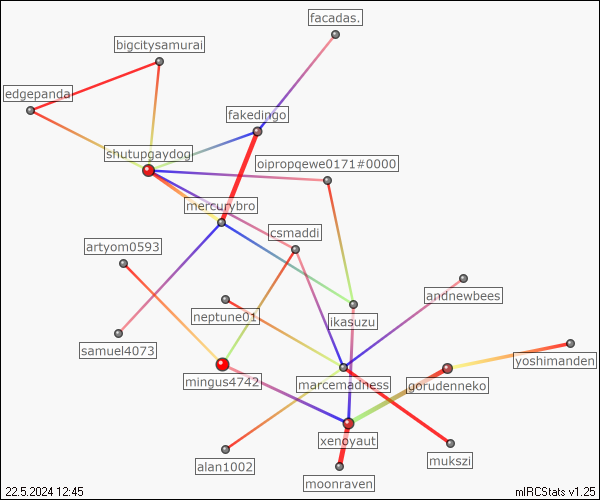 facadas.
bigcitysamurai
edgepanda
fakedingo
shutupgaydog
oipropqewe0171#0000
mercurybro
csmaddi
artyom0593
andnewbees
neptune01
ikasuzu
samuel4073
yoshimanden
mingus4742
marcemadness
gorudenneko
xenoyaut
mukszi
alan1002
moonraven
22.5.2024 12:45
mIRCStats v1.25